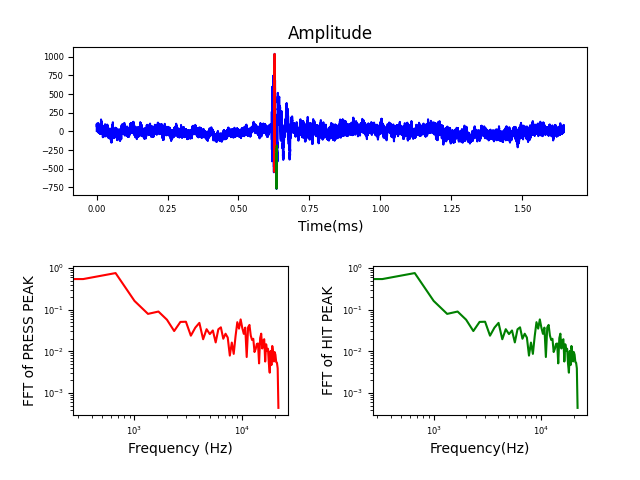 Amplitude
1000
750
500
250
0
−250
−500
−750
0.00 0.25 0.50 0.75 1.00 1.25 1.50
Time(ms)
FFT of PRESS PEAK
10⁰
10⁻¹
10⁻²
10⁻³
10³ 10⁴
Frequency (Hz)
FFT of HIT PEAK
10⁰
10⁻¹
10⁻²
10⁻³
10³ 10⁴
Frequency(Hz)